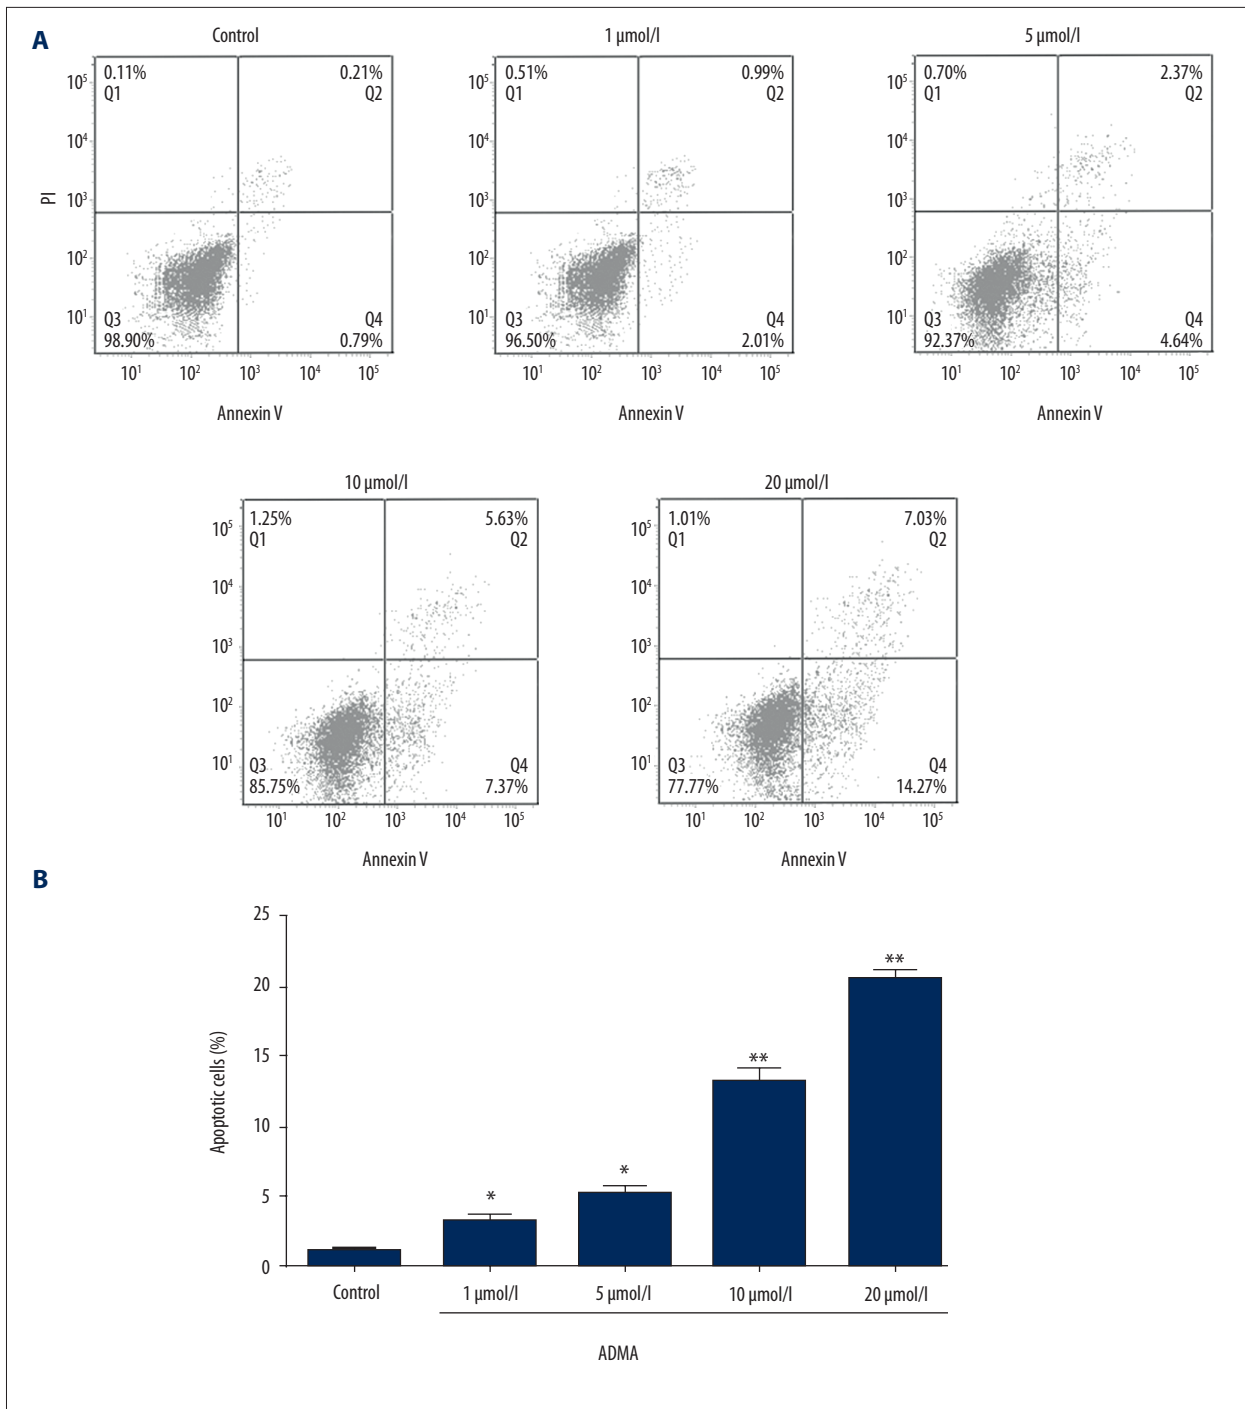 A
Control
1 µmol/l
5 µmol/l
0.11%
0.21%
Q1
Q2
0.51%
0.99%
Q1
Q2
0.70%
2.37%
Q1
Q2
PI
10⁵
10⁴
10³
10²
10¹
10⁵
10⁴
10³
10²
10¹
10⁵
10⁴
10³
10²
10¹
Q3
Q4
98.90%
0.79%
Q3
Q4
96.50%
2.01%
Q3
Q4
92.37%
4.64%
10¹ 10² 10³ 10⁴ 10⁵
10¹ 10² 10³ 10⁴ 10⁵
10¹ 10² 10³ 10⁴ 10⁵
Annexin V
Annexin V
Annexin V
10 µmol/l
20 µmol/l
1.25%
5.63%
Q1
Q2
1.01%
7.03%
Q1
Q2
10⁵
10⁴
10³
10²
10¹
10⁵
10⁴
10³
10²
10¹
Q3
Q4
85.75%
7.37%
Q3
Q4
77.77%
14.27%
10¹ 10² 10³ 10⁴ 10⁵
10¹ 10² 10³ 10⁴ 10⁵
Annexin V
Annexin V
B
Apoptotic cells (%)
25
20
15
10
5
0
*
*
**
**
Control
1 µmol/l
5 µmol/l
10 µmol/l
20 µmol/l
ADMA